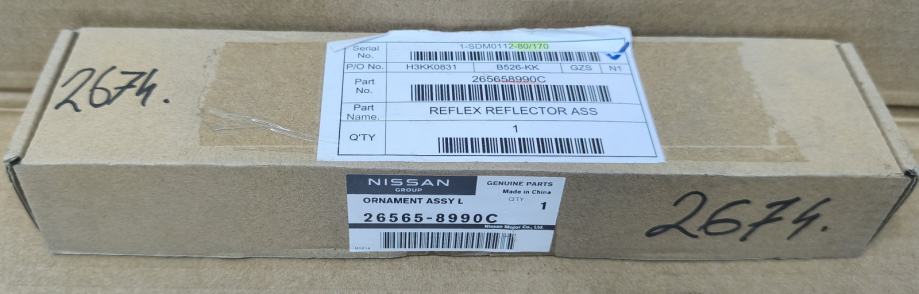 2674.
Serial No. 1-SDM0112-80/170
P/O No. H3KK0831 B526-KK GZS N1
Part No. 265658990C
Part Name. REFLEX REFLECTOR ASS
Q'TY 1
NISSAN
GROUP
GENUINE PARTS
Made in China
ORNAMENT ASSY L
QTY 1
26565-8990C
Nissan Motor Co., Ltd.
2674.